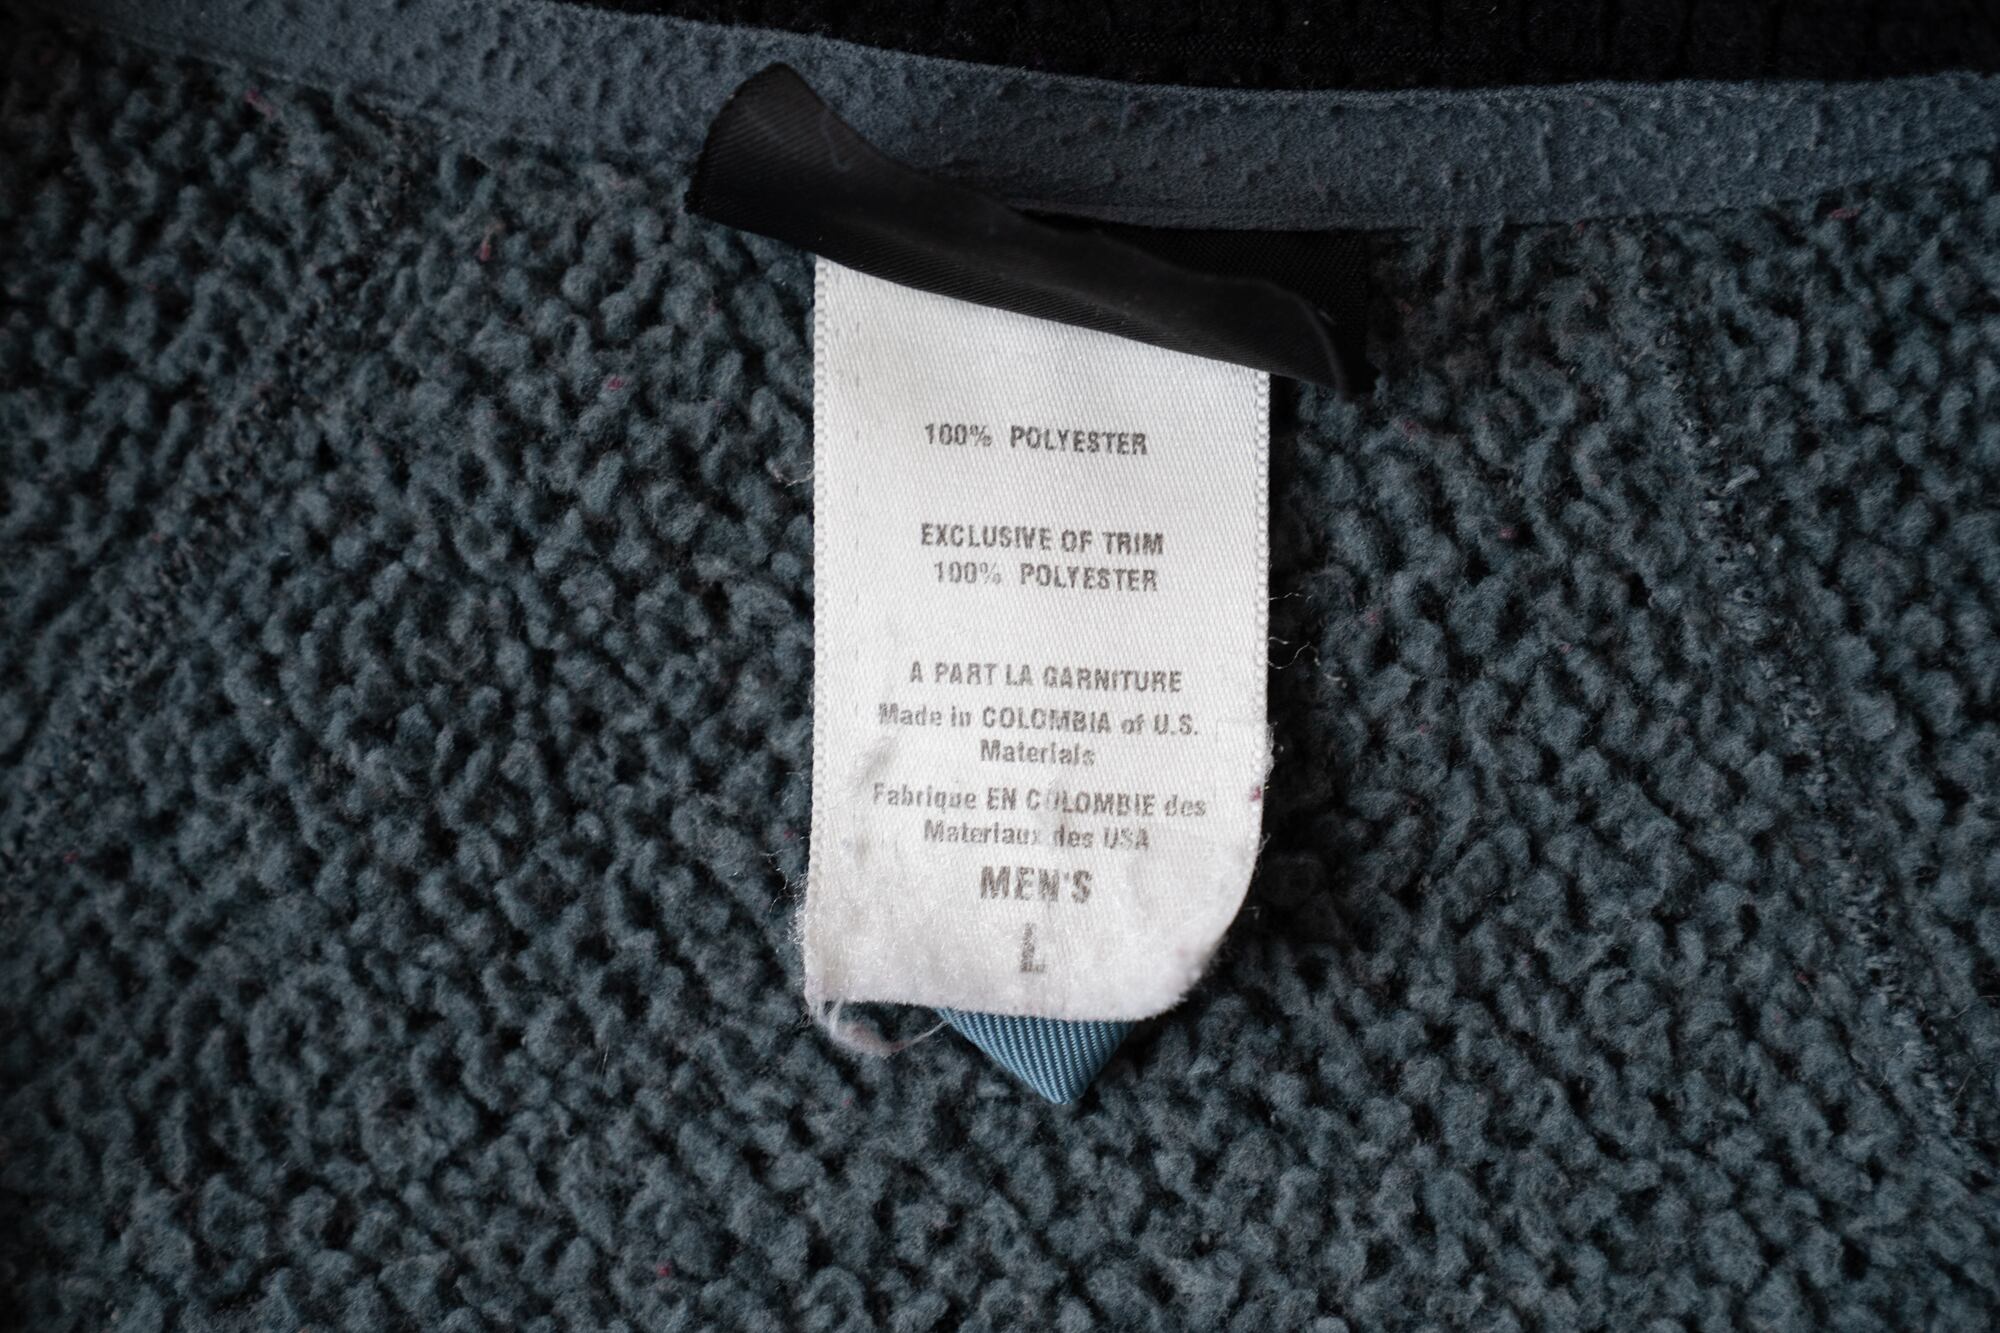 100% POLYESTER
EXCLUSIVE OF TRIM
100% POLYESTER
A PART LA GARNITURE
Made in COLOMBIA of U.S.
Materials
Fabrique EN COLOMBIE des
Materiaux des USA
MEN'S
L